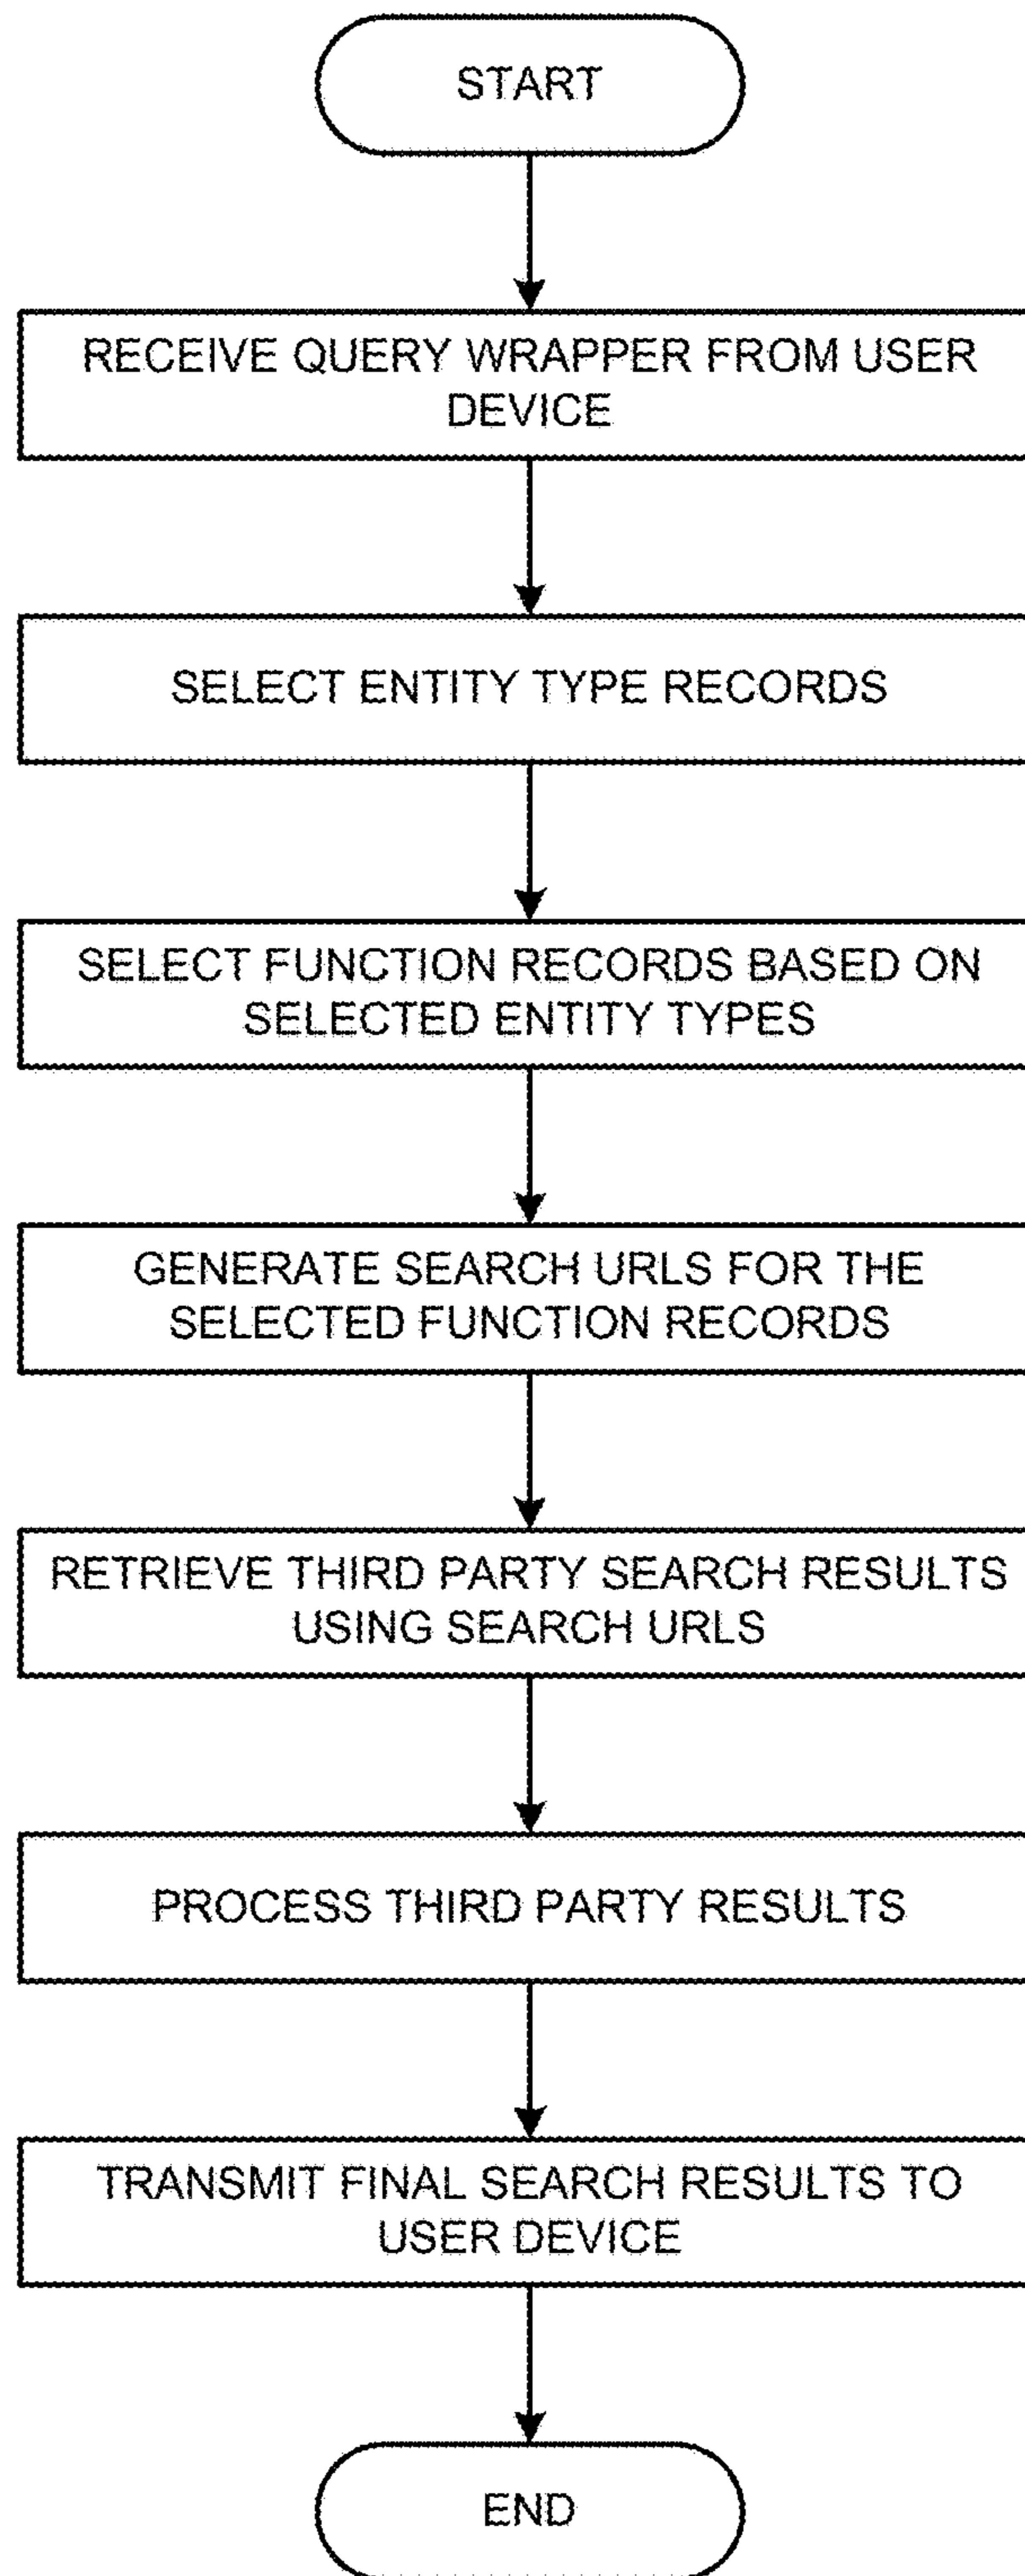 START
RECEIVE QUERY WRAPPER FROM USER
DEVICE
SELECT ENTITY TYPE RECORDS
SELECT FUNCTION RECORDS BASED ON
SELECTED ENTITY TYPES
GENERATE SEARCH URLS FOR THE
SELECTED FUNCTION RECORDS
RETRIEVE THIRD PARTY SEARCH RESULTS
USING SEARCH URLS
PROCESS THIRD PARTY RESULTS
TRANSMIT FINAL SEARCH RESULTS TO
USER DEVICE
END